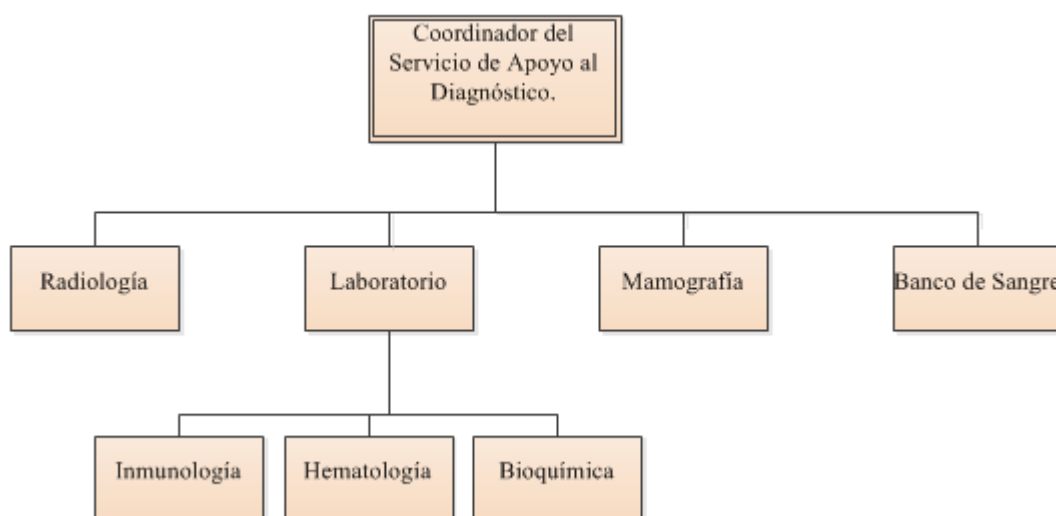 Coordinador del
Servicio de Apoyo al
Diagnóstico.
Radiología
Laboratorio
Mamografía
Banco de Sangre
Inmunología
Hematología
Bioquímica